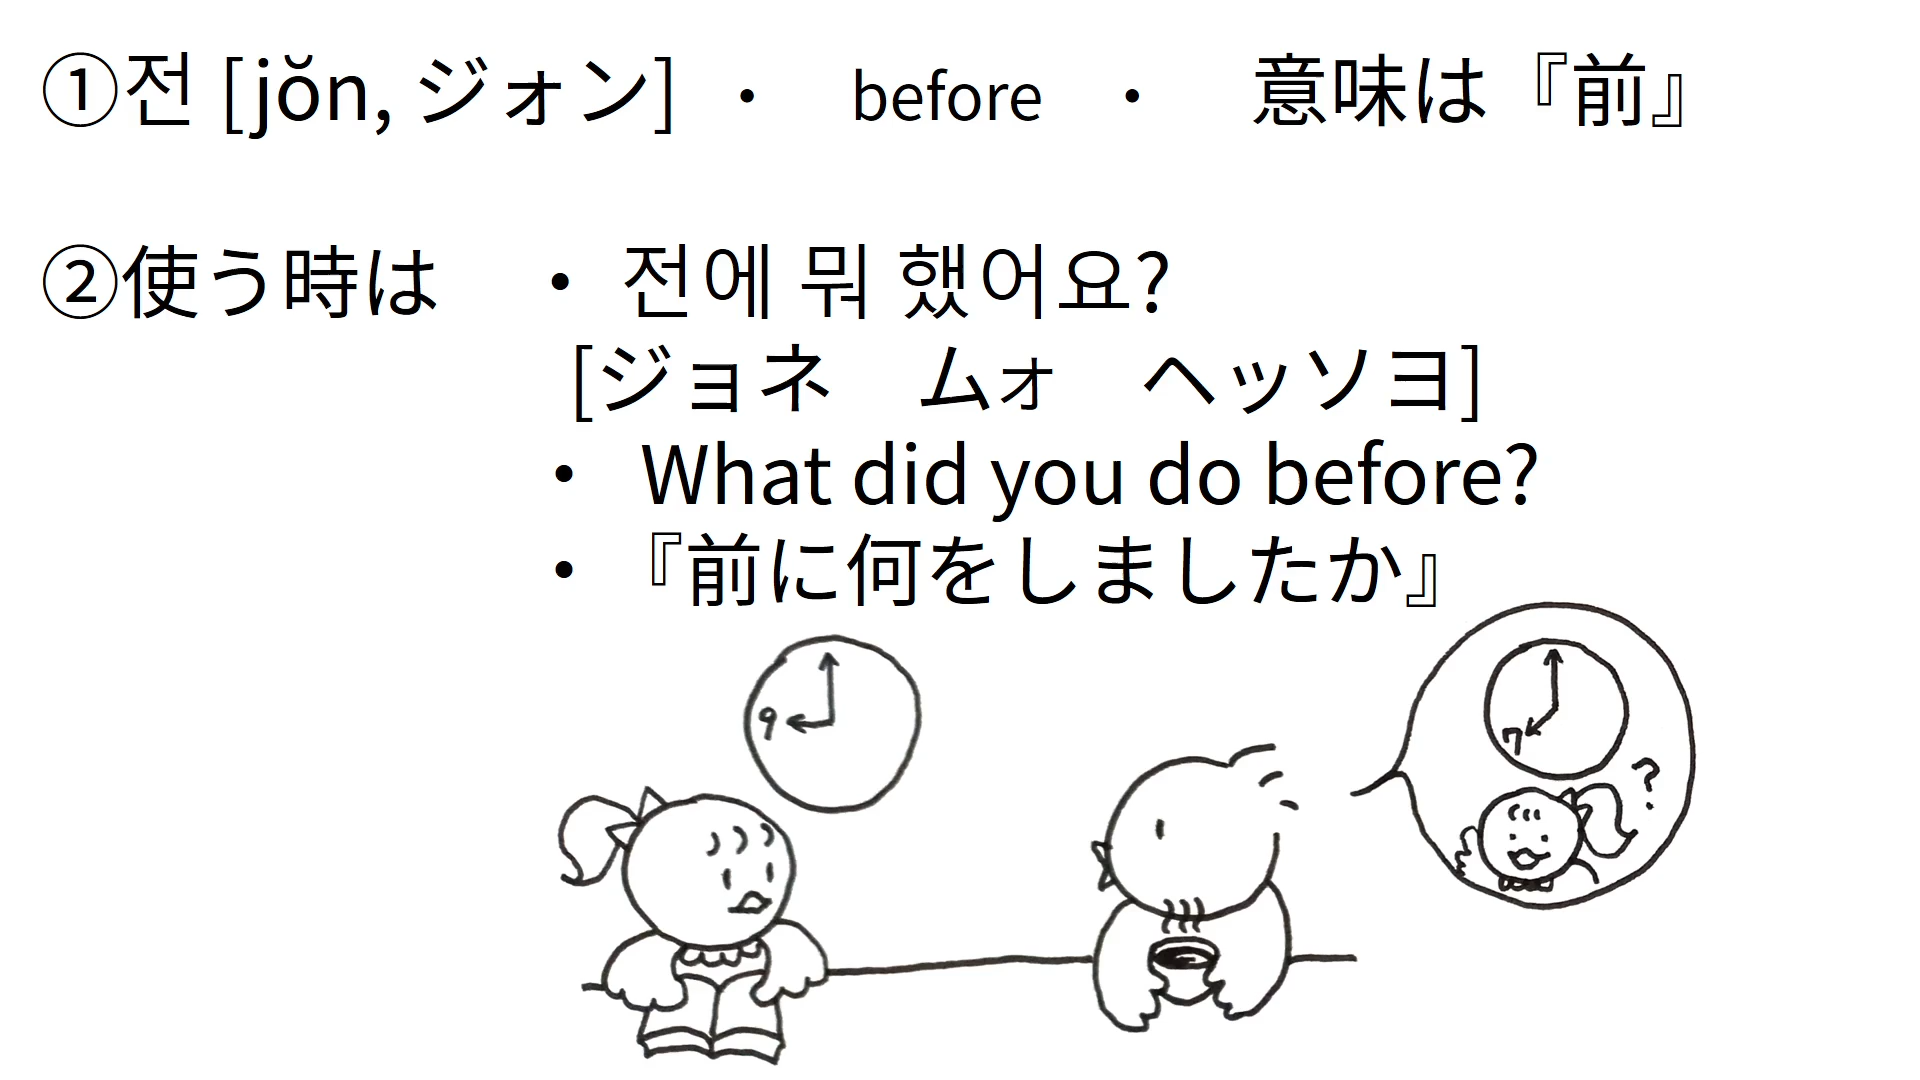 ①전 [jŏn, ジォン] ・ before ・ 意味は『前』
②使う時は ・ 전에 뭐 했어요?
[ジョネ ムォ ヘッソヨ]
・ What did you do before?
・ 『前に何をしましたか』
9
7
?